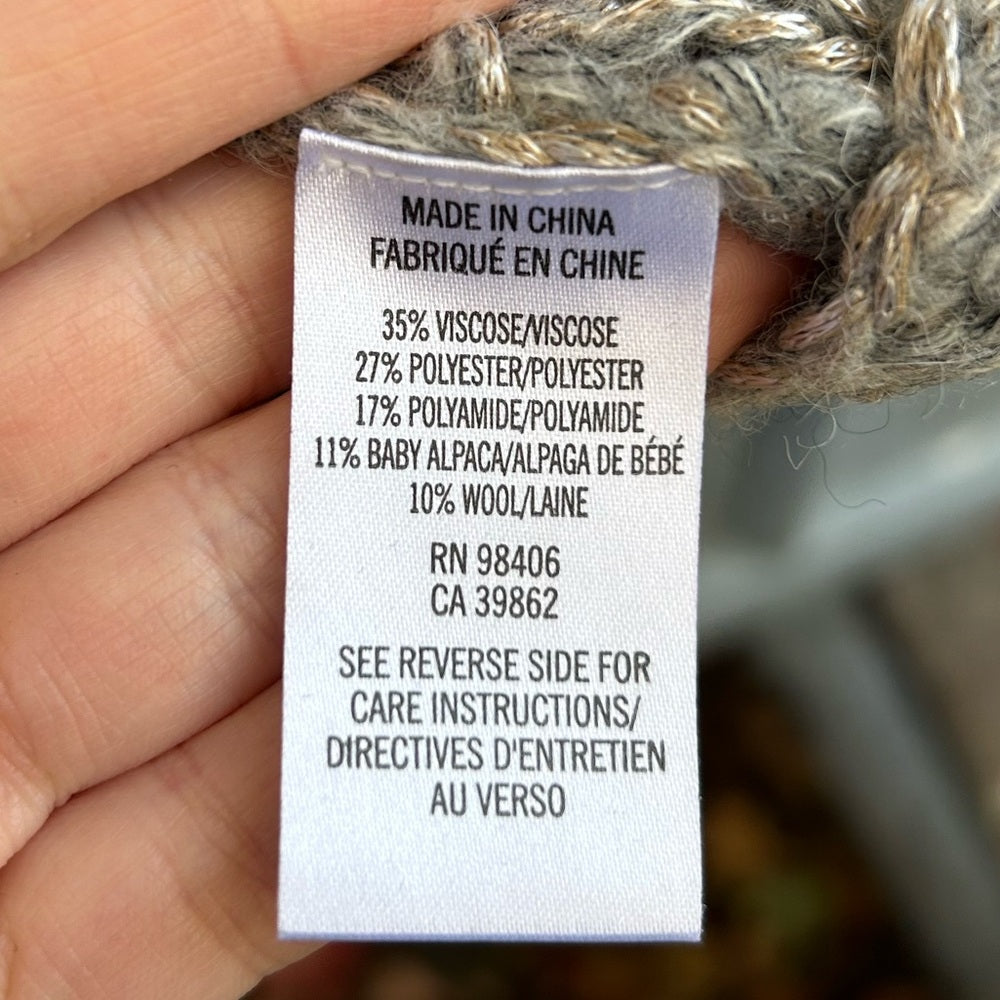 MADE IN CHINA
FABRIQUÉ EN CHINE
35% VISCOSE/VISCOSE
27% POLYESTER/POLYESTER
17% POLYAMIDE/POLYAMIDE
11% BABY ALPACA/ALPAGA DE BÉBÉ
10% WOOL/LAINE
RN 98406
CA 39862
SEE REVERSE SIDE FOR
CARE INSTRUCTIONS/
DIRECTIVES D'ENTRETIEN
AU VERSO